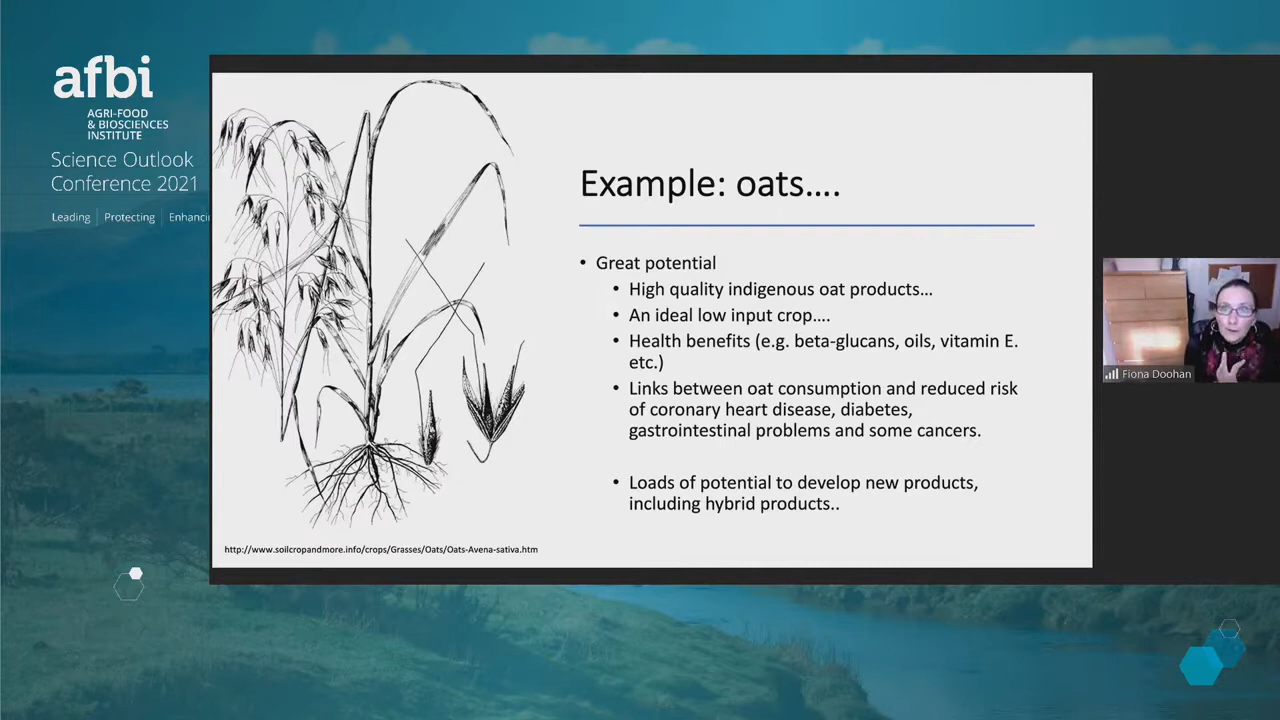 afbi
AGRI-FOOD
& BIOSCIENCES
INSTITUTE
Science Outlook
Conference 2021
Leading
Protecting
Enhancin
Example: oats....
• Great potential
• High quality indigenous oat products...
• An ideal low input crop....
• Health benefits (e.g. beta-glucans, oils, vitamin E.
etc.)
• Links between oat consumption and reduced risk
of coronary heart disease, diabetes,
gastrointestinal problems and some cancers.
• Loads of potential to develop new products,
including hybrid products..
http://www.soilcropandmore.info/crops/Grasses/Oats/Oats-Avena-sativa.htm
Fiona Doohan